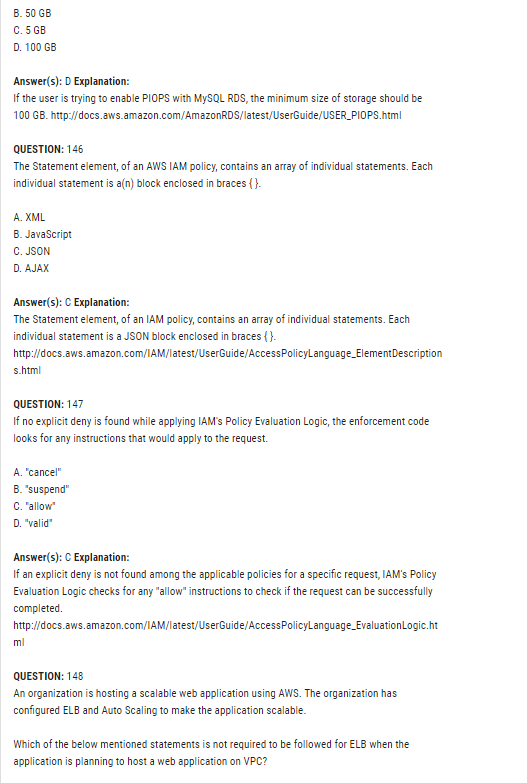 B. 50 GB
C. 5 GB
D. 100 GB
Answer(s): D Explanation:
If the user is trying to enable PIOPS with MySQL RDS, the minimum size of storage should be
100 GB. http://docs.aws.amazon.com/AmazonRDS/latest/UserGuide/USER_PIOPS.html
QUESTION: 146
The Statement element, of an AWS IAM policy, contains an array of individual statements. Each
individual statement is a(n) block enclosed in braces { }.
A. XML
B. JavaScript
C. JSON
D. AJAX
Answer(s): C Explanation:
The Statement element, of an IAM policy, contains an array of individual statements. Each
individual statement is a JSON block enclosed in braces { }.
http://docs.aws.amazon.com/IAM/latest/UserGuide/AccessPolicyLanguage_ElementDescription
s.html
QUESTION: 147
If no explicit deny is found while applying IAM's Policy Evaluation Logic, the enforcement code
looks for any instructions that would apply to the request.
A. "cancel"
B. "suspend"
C. "allow"
D. "valid"
Answer(s): C Explanation:
If an explicit deny is not found among the applicable policies for a specific request, IAM's Policy
Evaluation Logic checks for any "allow" instructions to check if the request can be successfully
completed.
http://docs.aws.amazon.com/IAM/latest/UserGuide/AccessPolicyLanguage_EvaluationLogic.ht
ml
QUESTION: 148
An organization is hosting a scalable web application using AWS. The organization has
configured ELB and Auto Scaling to make the application scalable.
Which of the below mentioned statements is not required to be followed for ELB when the
application is planning to host a web application on VPC?